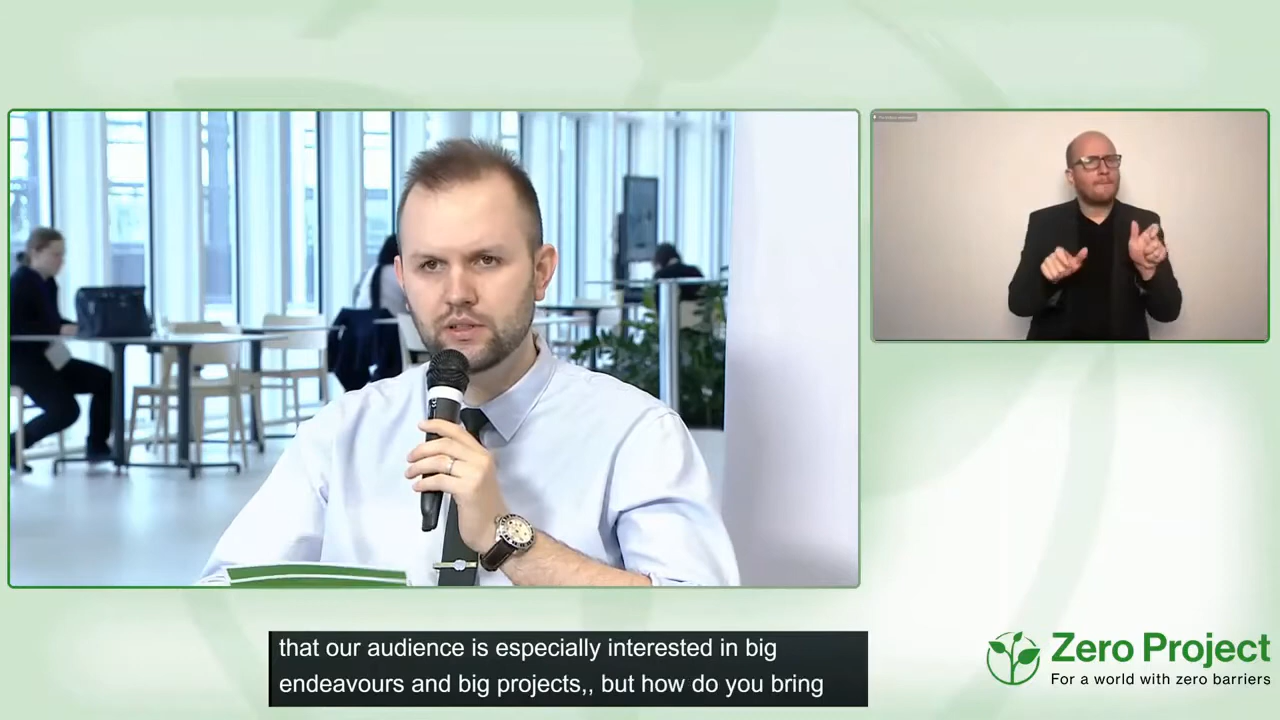 that our audience is especially interested in big
endeavours and big projects,, but how do you bring
Zero Project
For a world with zero barriers